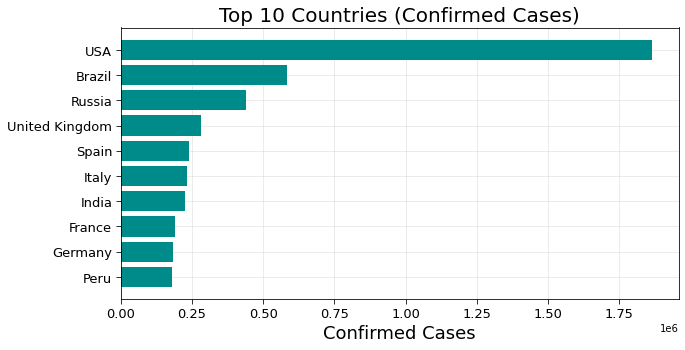 Top 10 Countries (Confirmed Cases)
USA
Brazil
Russia
United Kingdom
Spain
Italy
India
France
Germany
Peru
0.00 0.25 0.50 0.75 1.00 1.25 1.50 1.75
1e6
Confirmed Cases